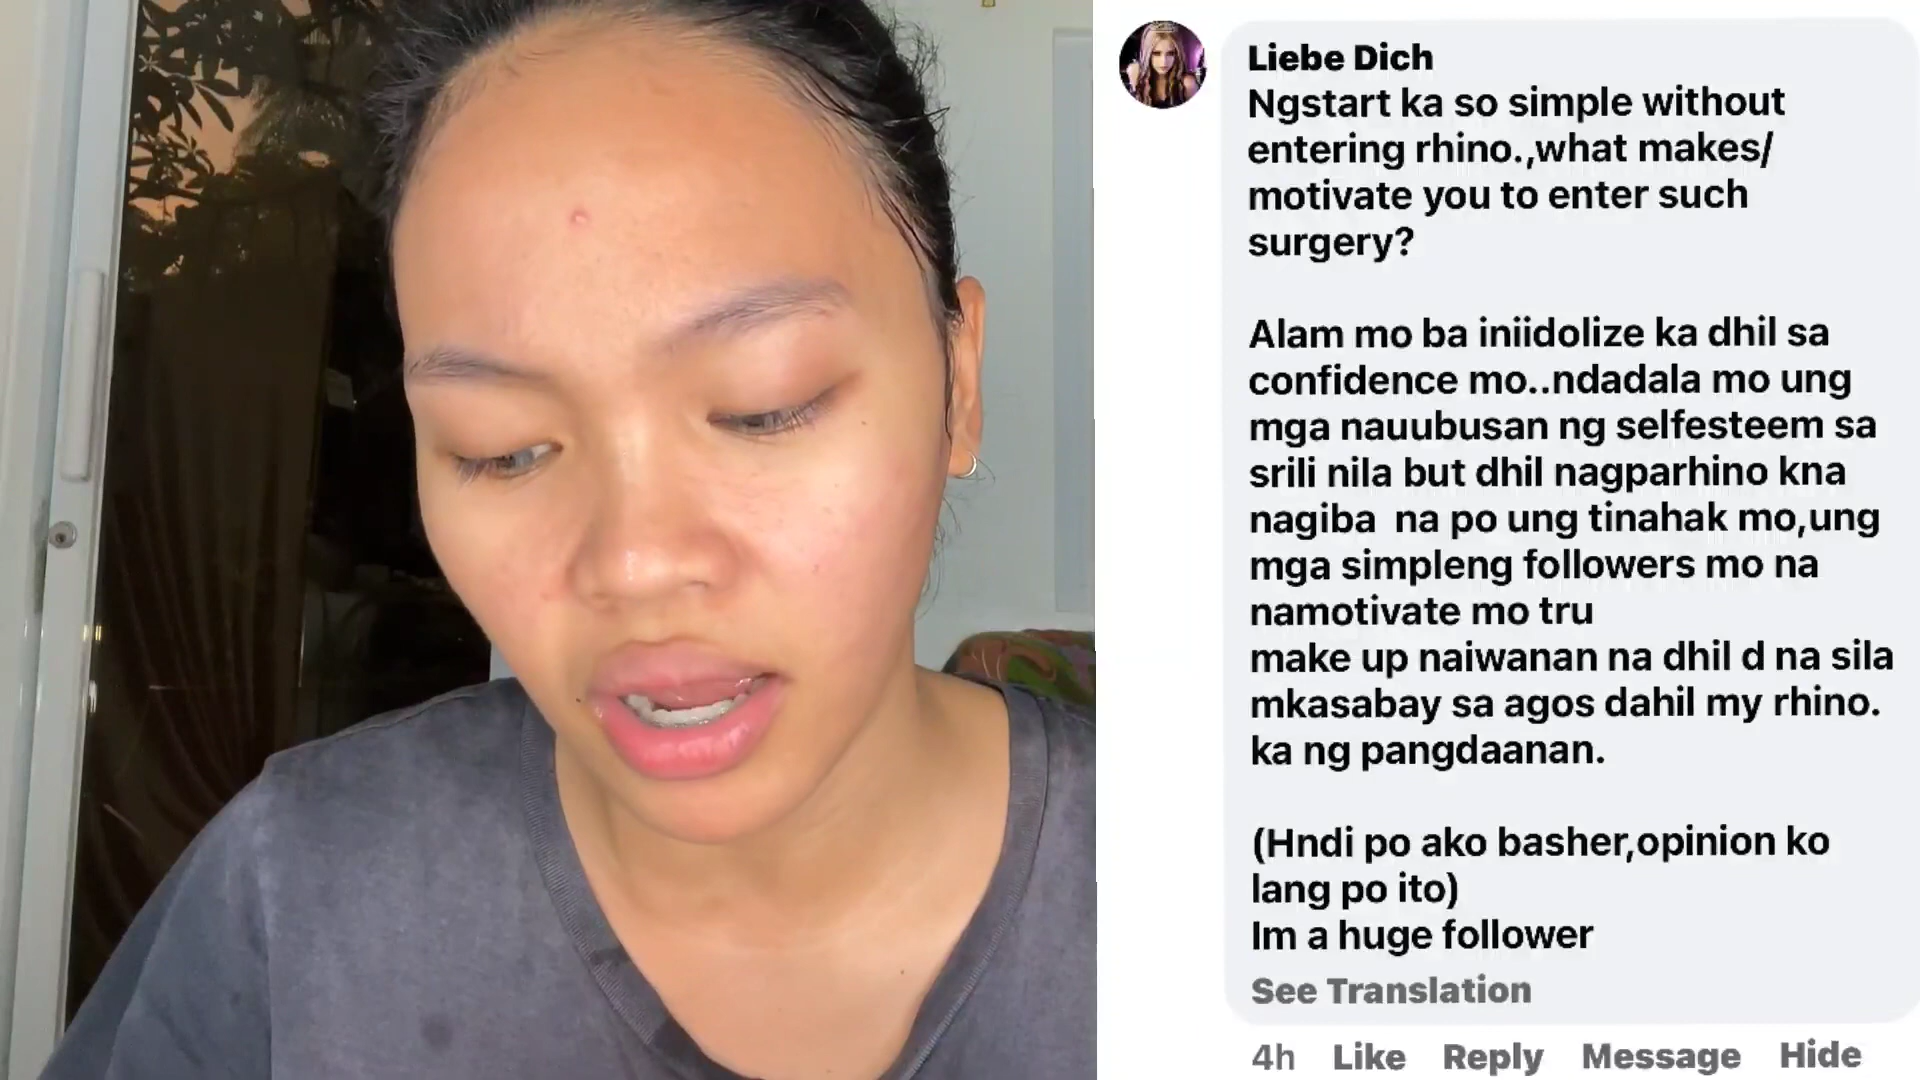 Liebe Dich
Ngstart ka so simple without
entering rhino.,what makes/
motivate you to enter such
surgery?
Alam mo ba iniidolize ka dhil sa
confidence mo..ndadala mo ung
mga nauubusan ng selfesteem sa
srili nila but dhil nagparhino kna
nagiba  na po ung tinahak mo,ung
mga simpleng followers mo na
namotivate mo tru
make up naiwanan na dhil d na sila
mkasabay sa agos dahil my rhino.
ka ng pangdaanan.
(Hndi po ako basher,opinion ko
lang po ito)
Im a huge follower
See Translation
4h Like Reply Message Hide